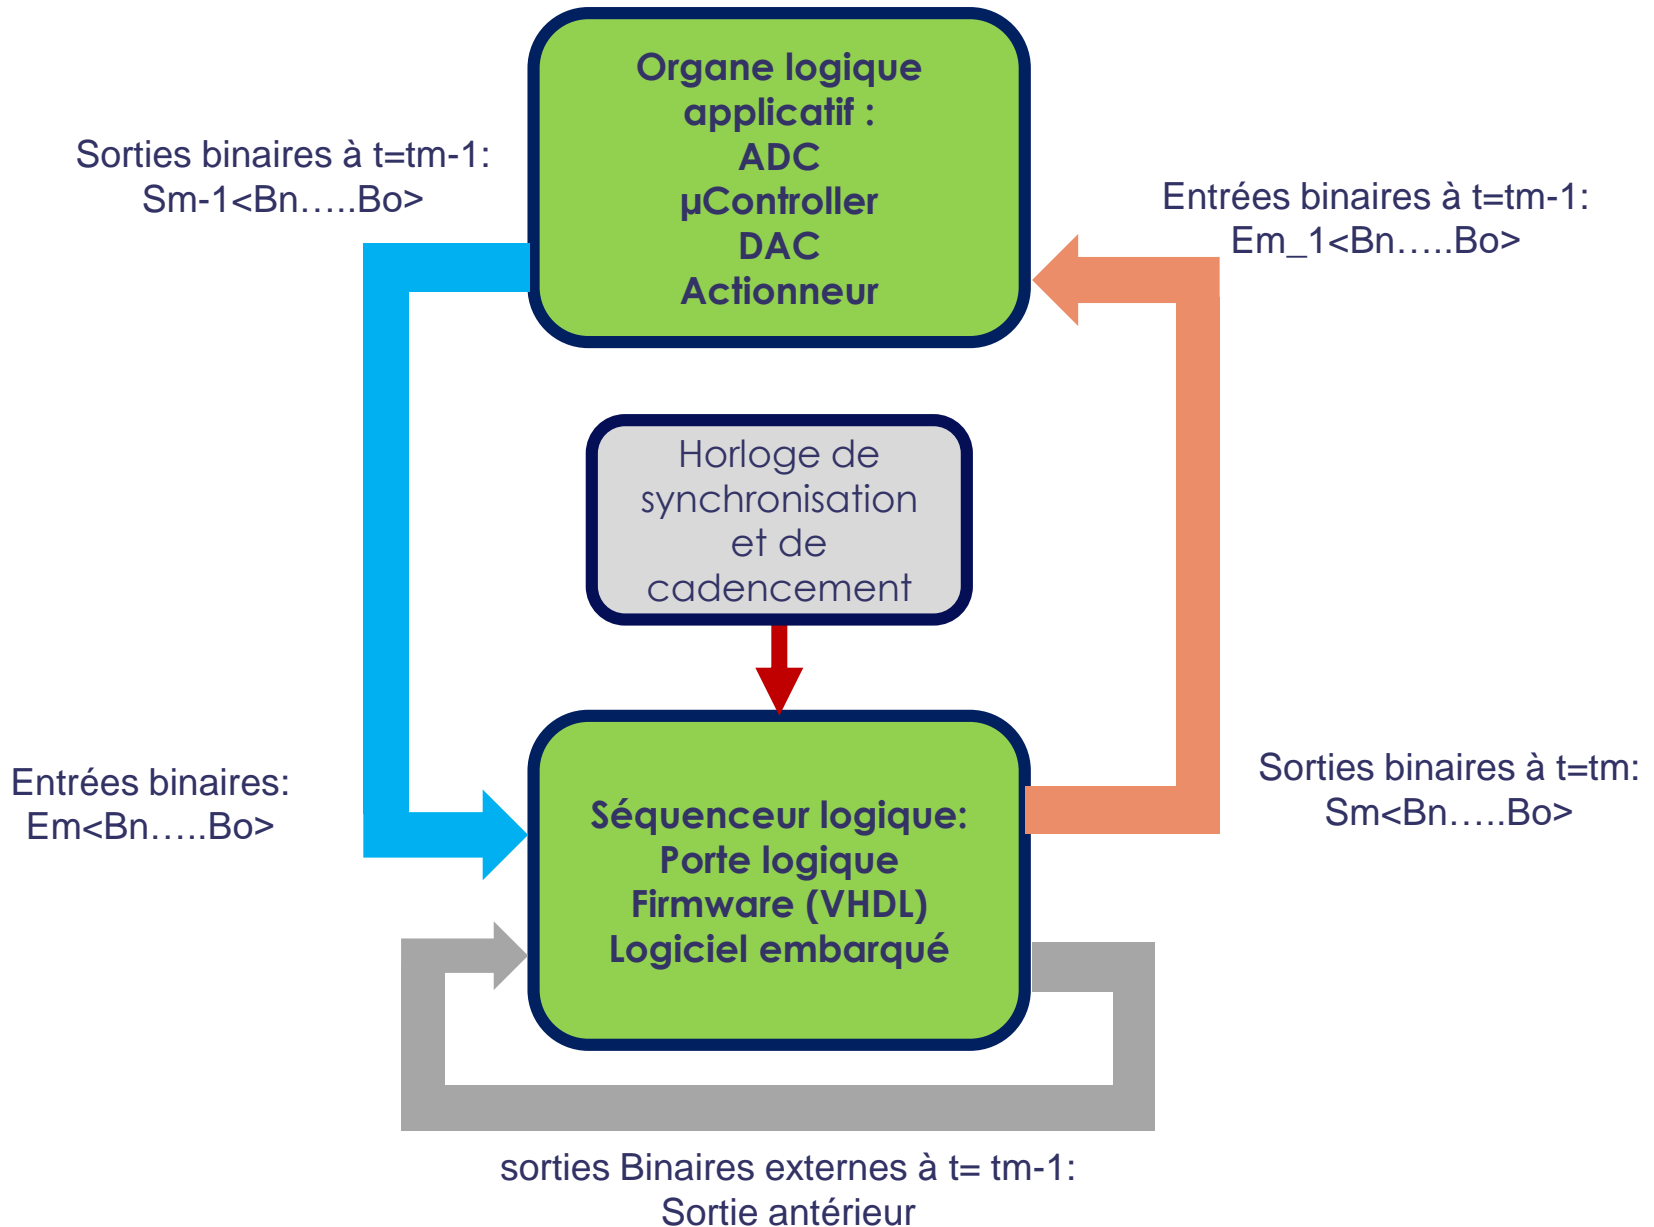 Organe logique
applicatif :
ADC
µController
DAC
Actionneur
Sorties binaires à t=tm-1:
Sm-1<Bn…..Bo>
Entrées binaires à t=tm-1:
Em_1<Bn…..Bo>
Horloge de
synchronisation
et de
cadencement
Entrées binaires:
Em<Bn…..Bo>
Séquenceur logique:
Porte logique
Firmware (VHDL)
Logiciel embarqué
Sorties binaires à t=tm:
Sm<Bn…..Bo>
sorties Binaires externes à t= tm-1:
Sortie antérieur